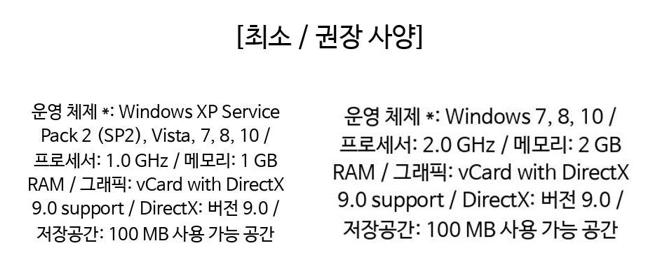 [최소 / 권장 사양]
운영 체제 *: Windows XP Service
Pack 2 (SP2), Vista, 7, 8, 10 /
프로세서: 1.0 GHz / 메모리: 1 GB
RAM / 그래픽: vCard with DirectX
9.0 support / DirectX: 버전 9.0 /
저장공간: 100 MB 사용 가능 공간
운영 체제 *: Windows 7, 8, 10 /
프로세서: 2.0 GHz / 메모리: 2 GB
RAM / 그래픽: vCard with DirectX
9.0 support / DirectX: 버전 9.0 /
저장공간: 100 MB 사용 가능 공간